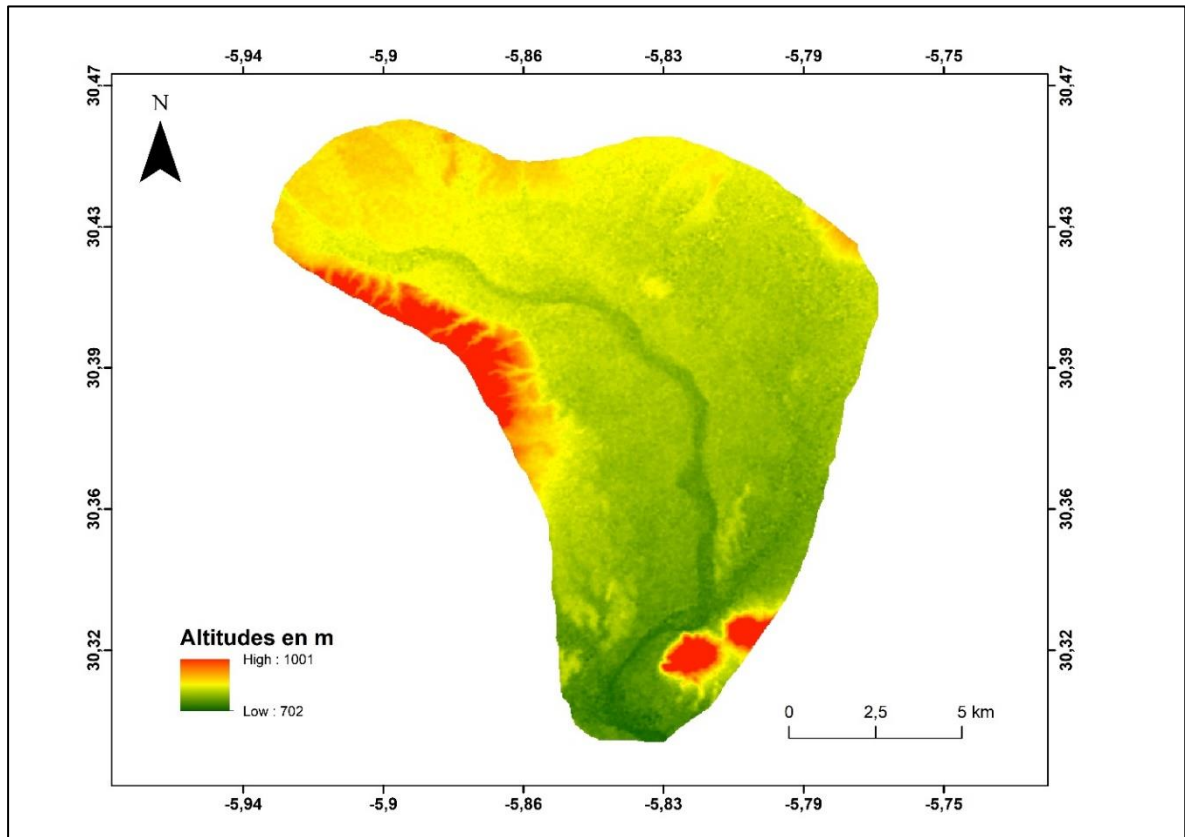 -5,94 -5,9 -5,86 -5,83 -5,79 -5,75
30,47 30,47
N
30,43 30,43
30,39 30,39
30,36 30,36
30,32 30,32
Altitudes en m
High : 1001
Low : 702
0 2,5 5 km
-5,94 -5,9 -5,86 -5,83 -5,79 -5,75